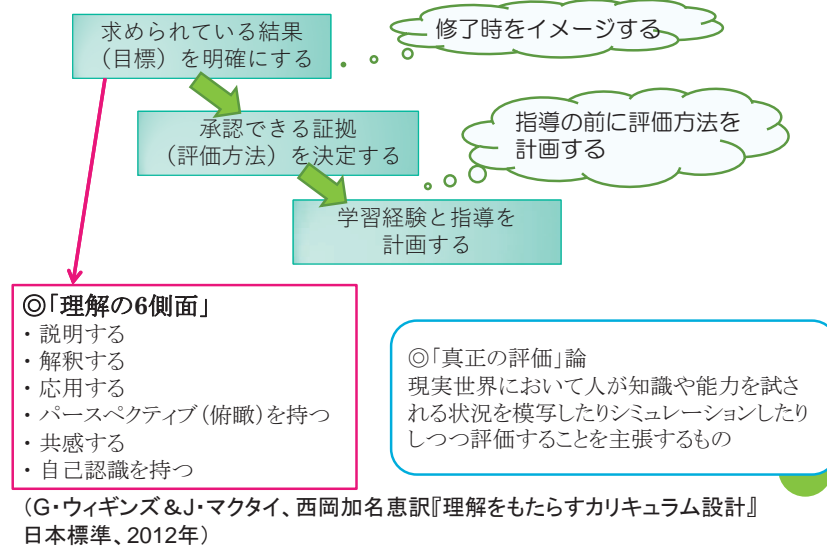 求められている結果
（目標）を明確にする
修了時をイメージする
承認できる証拠
（評価方法）を決定する
指導の前に評価方法を
計画する
学習経験と指導を
計画する
◎「理解の6側面」
・説明する
・解釈する
・応用する
・パースペクティブ（俯瞰）を持つ
・共感する
・自己認識を持つ
◎「真正の評価」論
現実世界において人が知識や能力を試さ
れる状況を模写したりシミュレーションしたり
しつつ評価することを主張するもの
（G・ウィギンズ＆J・マクタイ、西岡加名恵訳『理解をもたらすカリキュラム設計』
日本標準、2012年）